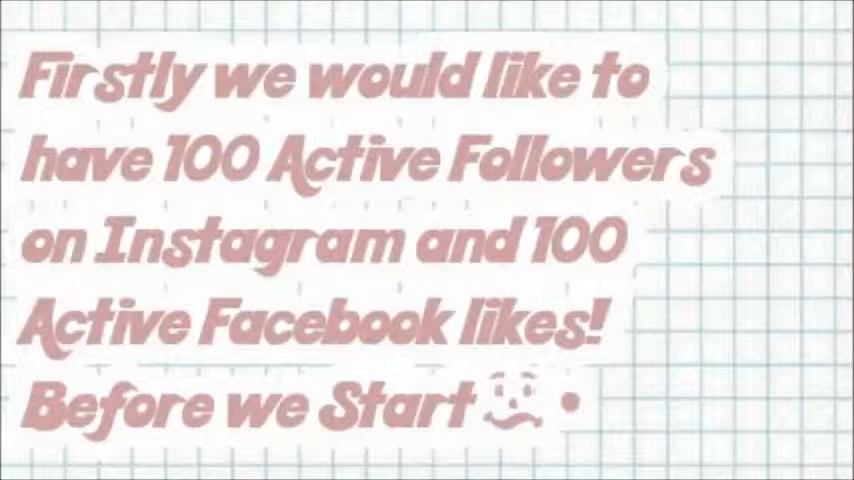 Firstly we would like to
have 100 Active Followers
on Instagram and 100
Active Facebook likes!
Before we Start •